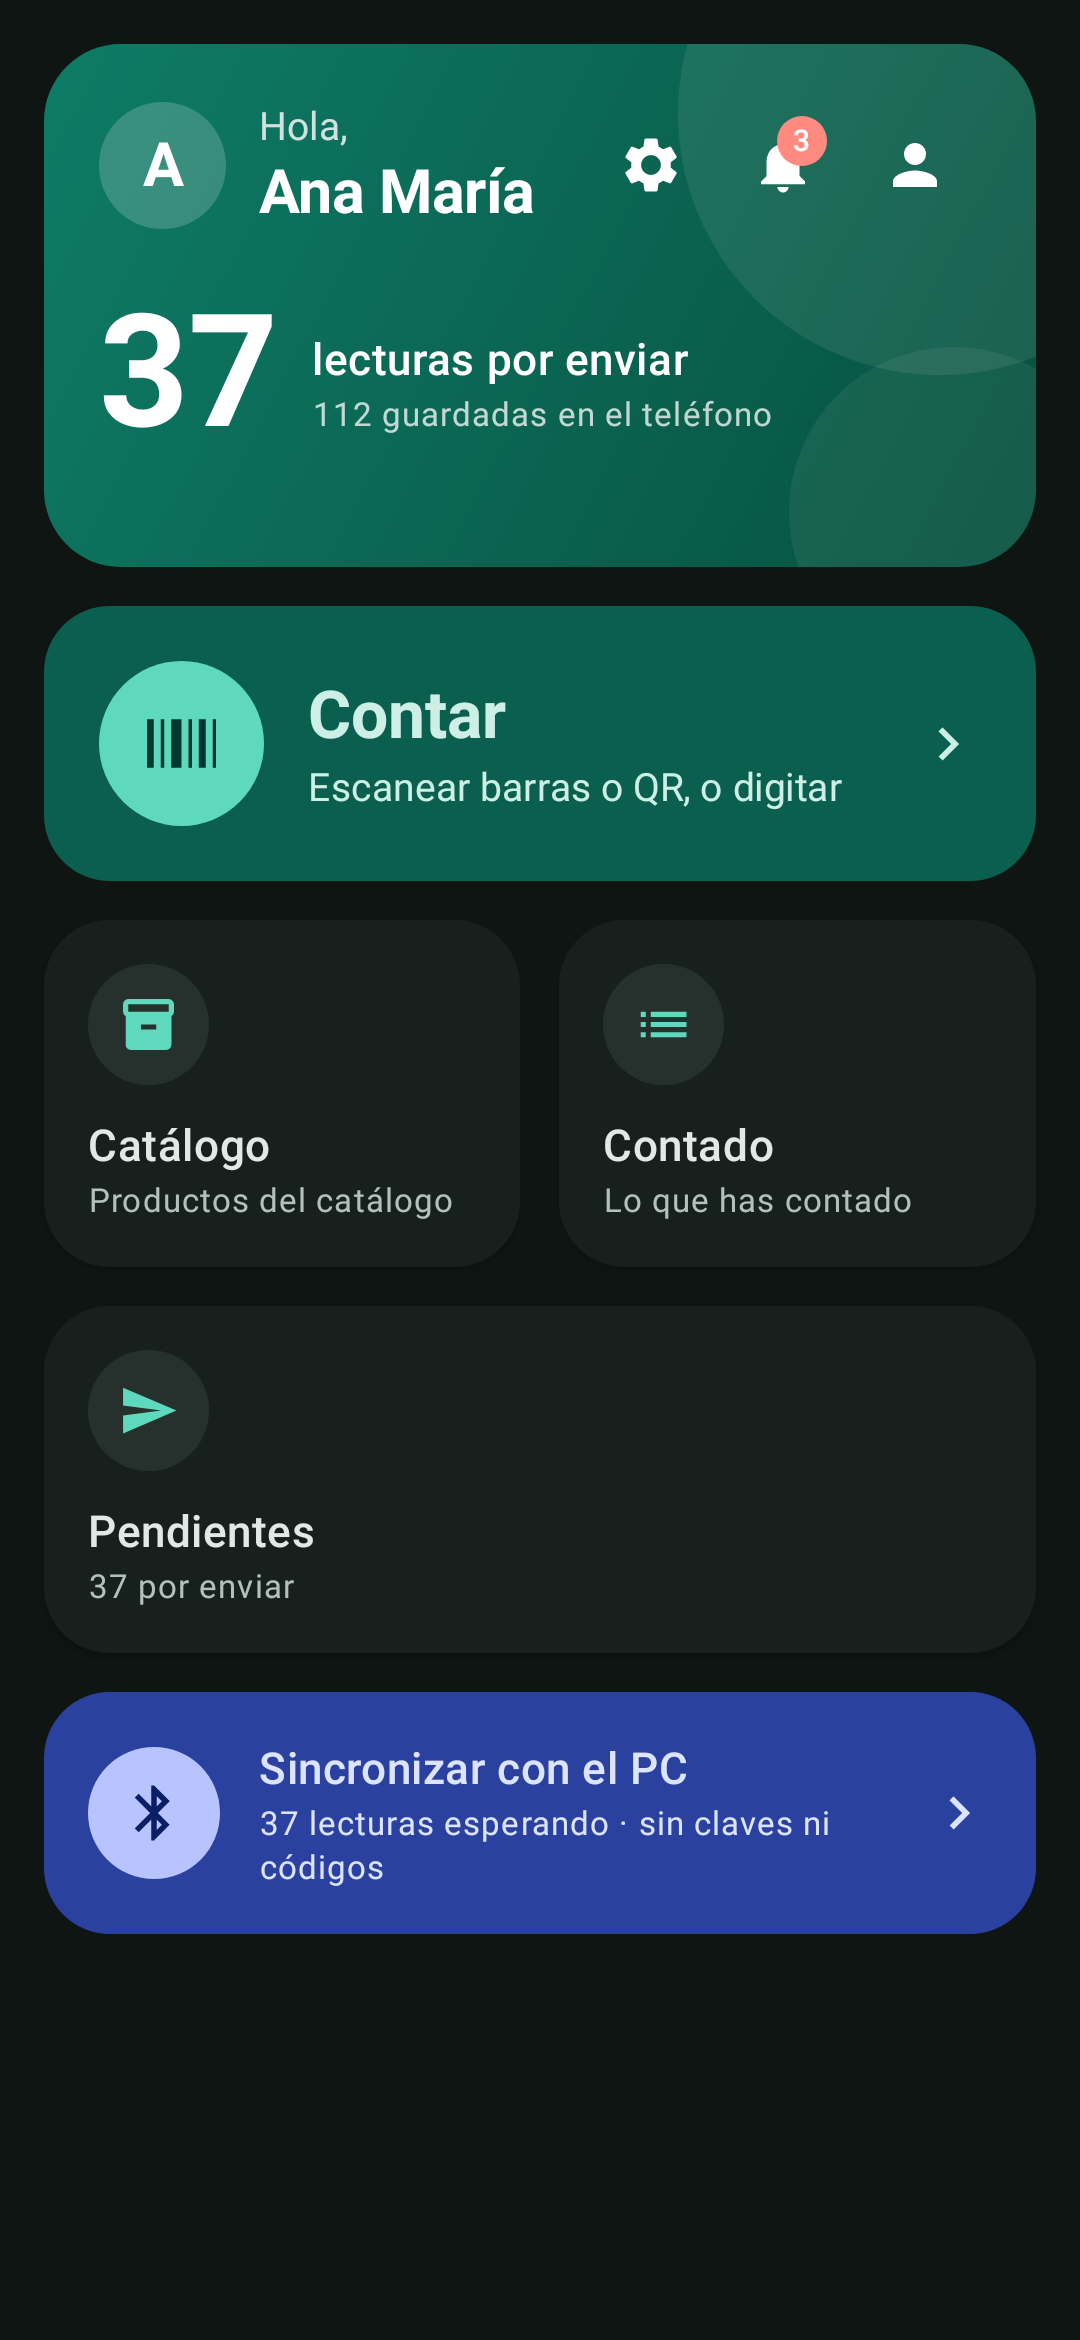 A
Hola,
Ana María
3
37
lecturas por enviar
112 guardadas en el teléfono
Contar
Escanear barras o QR, o digitar
Catálogo
Productos del catálogo
Contado
Lo que has contado
Pendientes
37 por enviar
Sincronizar con el PC
37 lecturas esperando · sin claves ni
códigos